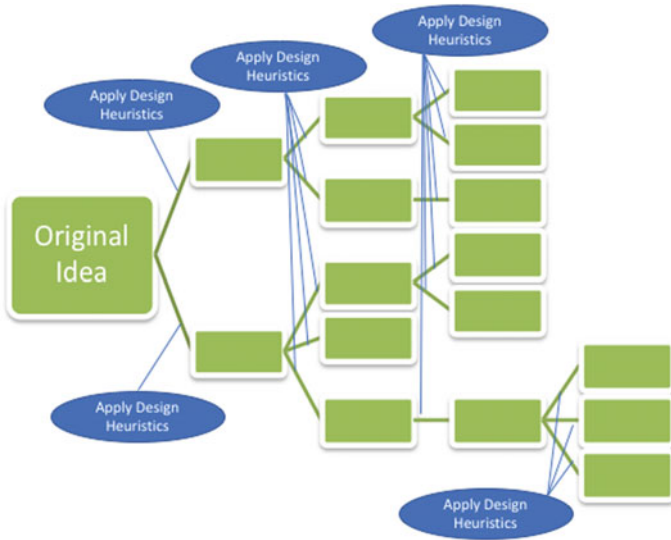 Apply Design
Heuristics
Apply Design
Heuristics
Apply Design
Heuristics
Original
Idea
Apply Design
Heuristics
Apply Design
Heuristics